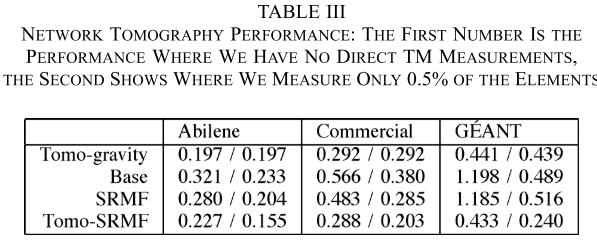 TABLE III
NETWORK TOMOGRAPHY PERFORMANCE: THE FIRST NUMBER IS THE
PERFORMANCE WHERE WE HAVE NO DIRECT TM MEASUREMENTS,
THE SECOND SHOWS WHERE WE MEASURE ONLY 0.5% OF THE ELEMENTS
Abilene Commercial GÉANT
Tomo-gravity 0.197 / 0.197 0.292 / 0.292 0.441 / 0.439
Base 0.321 / 0.233 0.566 / 0.380 1.198 / 0.489
SRMF 0.280 / 0.204 0.483 / 0.285 1.185 / 0.516
Tomo-SRMF 0.227 / 0.155 0.288 / 0.203 0.433 / 0.240